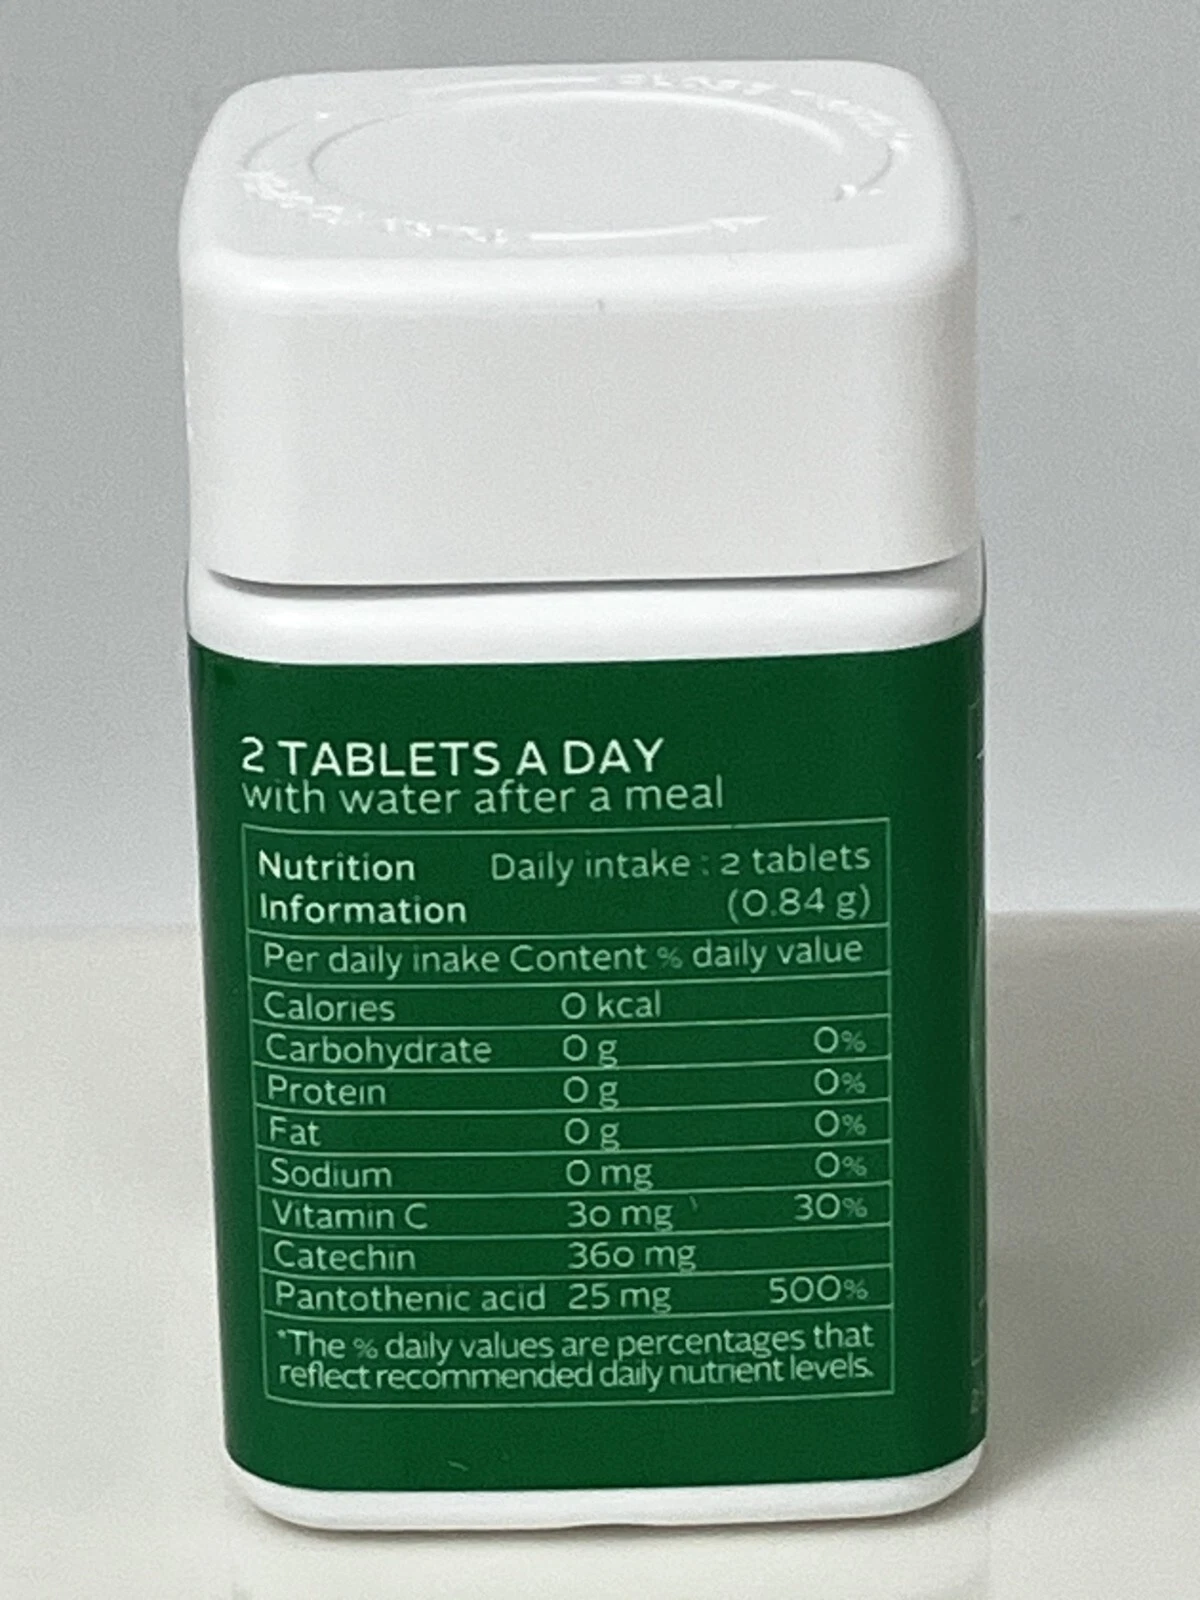 2 TABLETS A DAY
with water after a meal
Nutrition Daily intake : 2 tablets
Information (0.84 g)
Per daily inake Content % daily value
Calories 0 kcal
Carbohydrate 0 g 0%
Protein 0 g 0%
Fat 0 g 0%
Sodium 0 mg 0%
Vitamin C 30 mg 30%
Catechin 360 mg
Pantothenic acid 25 mg 500%
*The % daily values are percentages that
reflect recommended daily nutrient levels.